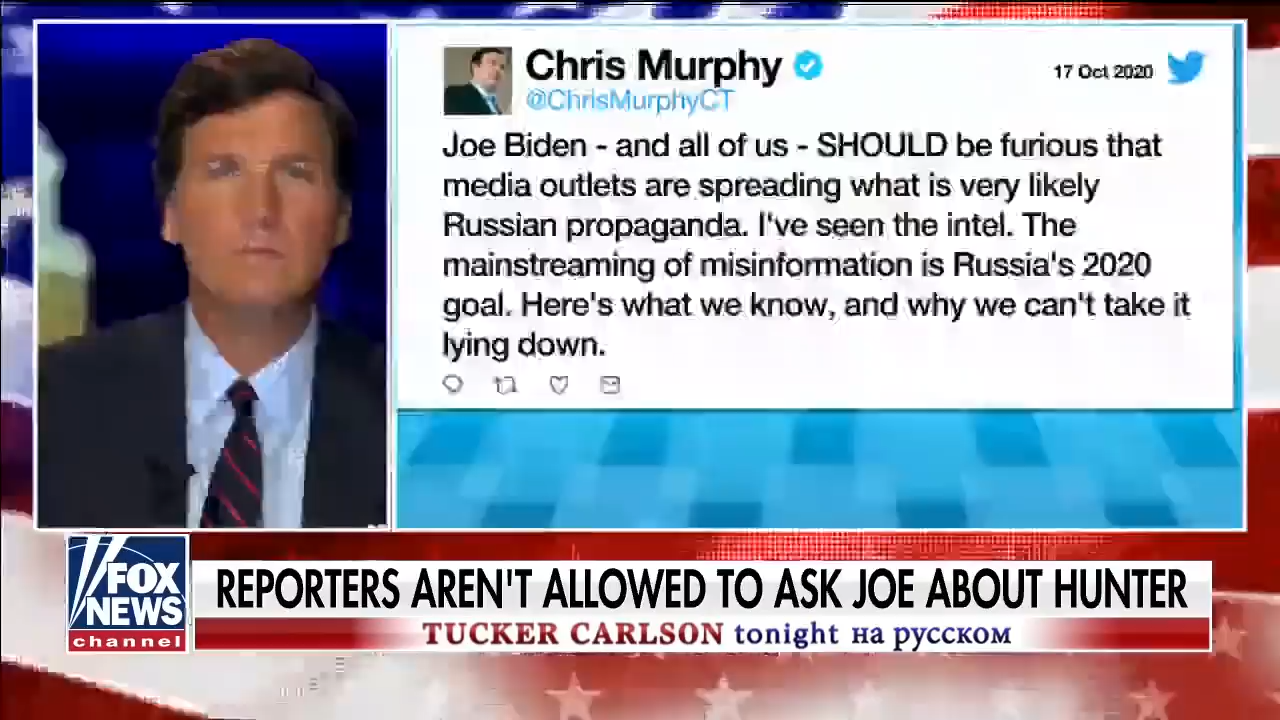 Chris Murphy
17 Oct 2020
@ChrisMurphyCT
Joe Biden - and all of us - SHOULD be furious that
media outlets are spreading what is very likely
Russian propaganda. I've seen the intel. The
mainstreaming of misinformation is Russia's 2020
goal. Here's what we know, and why we can't take it
lying down.
FOX
NEWS
channel
REPORTERS AREN'T ALLOWED TO ASK JOE ABOUT HUNTER
TUCKER CARLSON tonight на русском